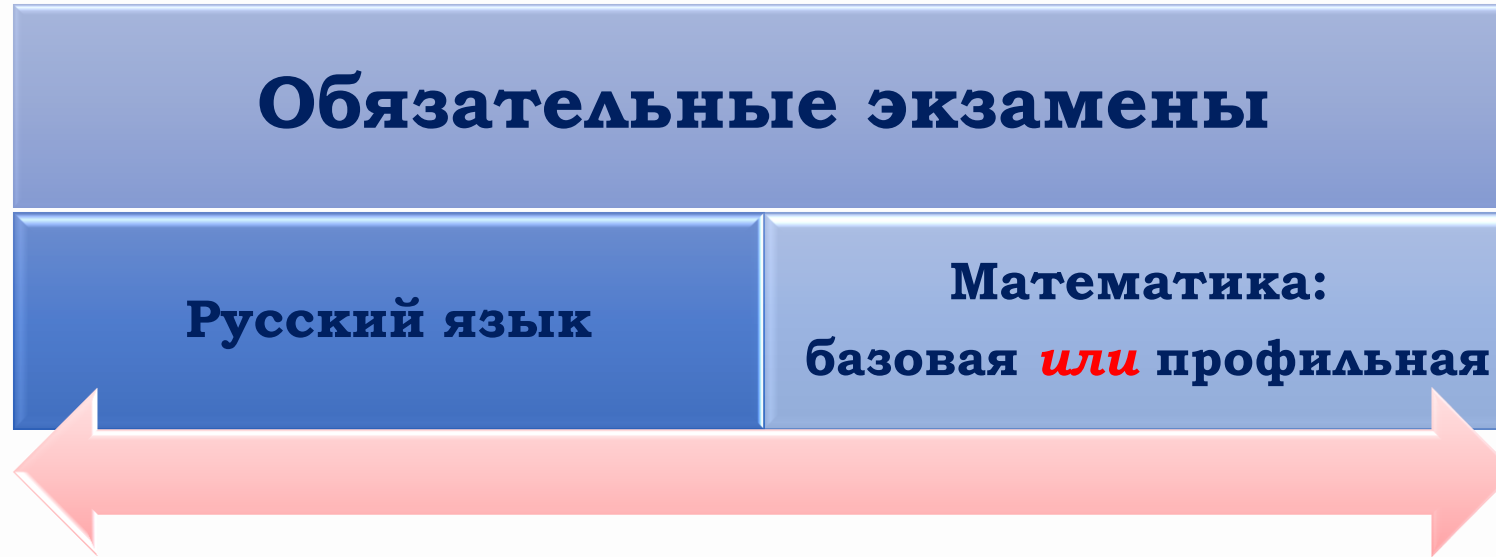 Обязательные экзамены
Русский язык
Математика:
базовая или профильная